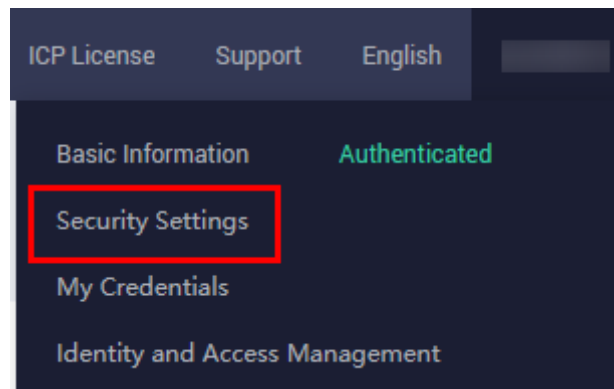 ICP License Support English
Basic Information Authenticated
Security Settings
My Credentials
Identity and Access Management